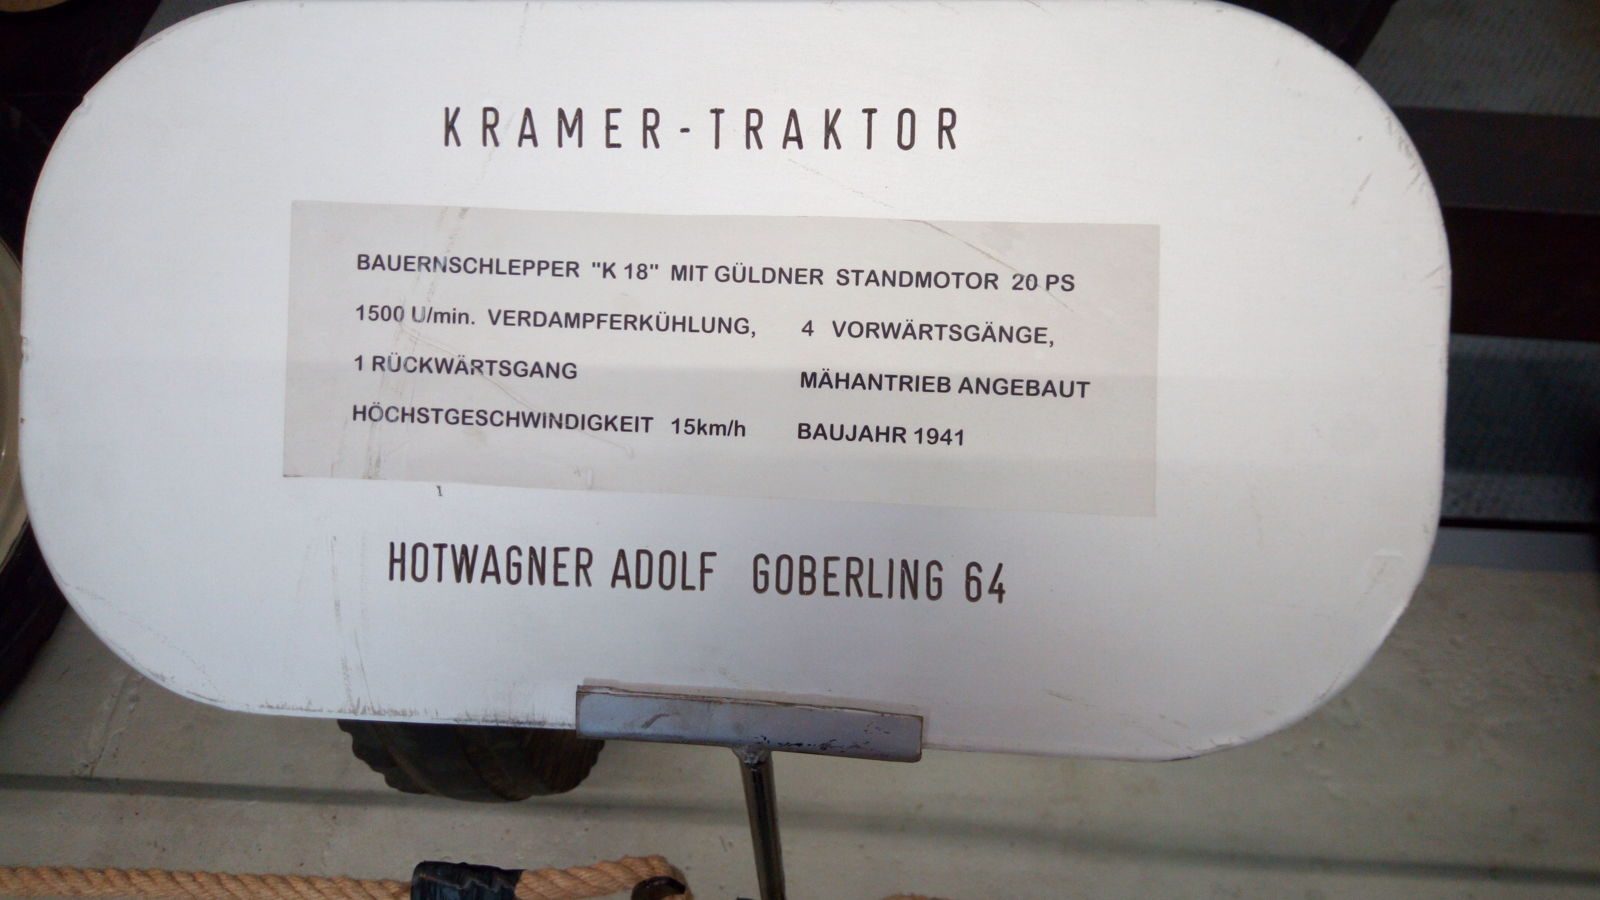 KRAMER-TRAKTOR
BAUERNSCHLEPPER "K 18" MIT GÜLDNER STANDMOTOR 20 PS
1500 U/min. VERDAMPFERKÜHLUNG, 4 VORWÄRTSGÄNGE,
1 RÜCKWÄRTSGANG MÄHANTRIEB ANGEBAUT
HÖCHSTGESCHWINDIGKEIT 15km/h BAUJAHR 1941
HOTWAGNER ADOLF GOBERLING 64